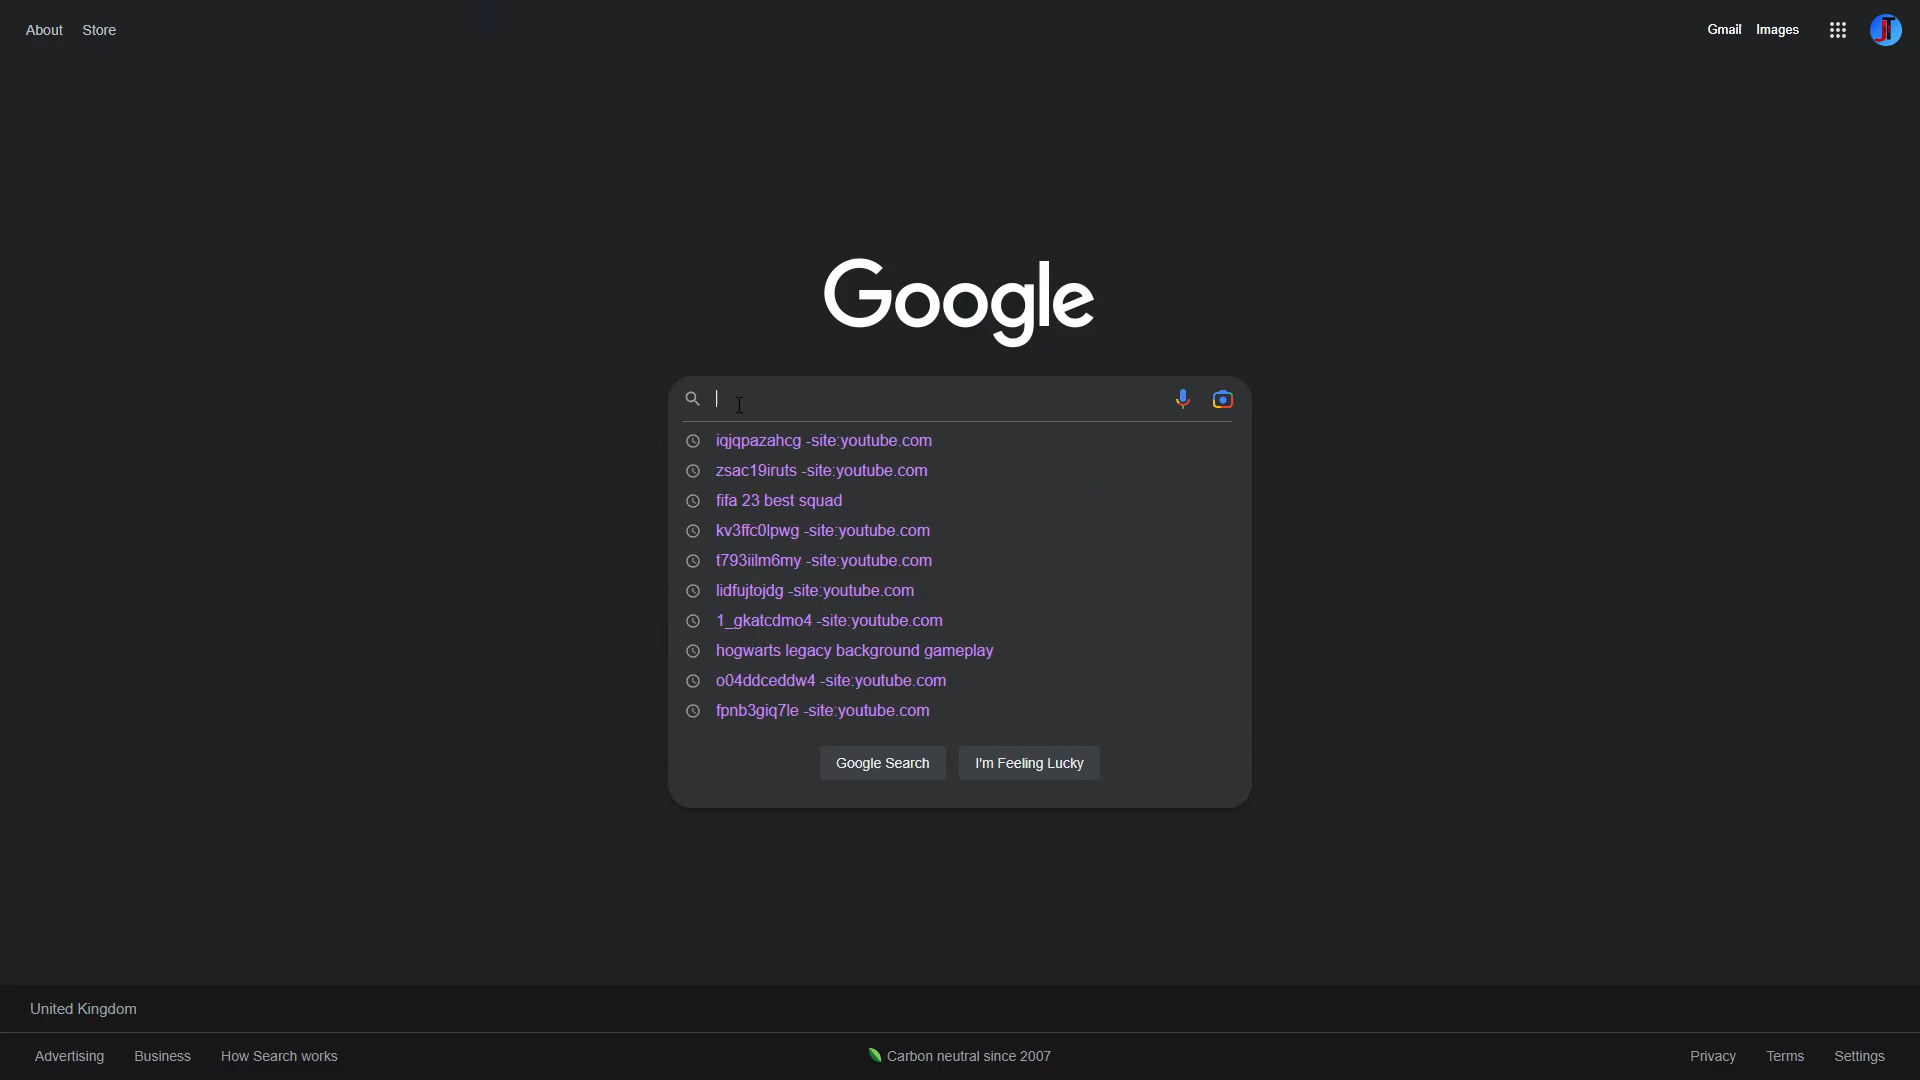 About Store
Gmail Images
Google
iqjqpazahcg -site:youtube.com
zsac19iruts -site:youtube.com
fifa 23 best squad
kv3ffc0lpwg -site:youtube.com
t793iilm6my -site:youtube.com
lidfujtojdg -site:youtube.com
1_gkatcdmo4 -site:youtube.com
hogwarts legacy background gameplay
o04ddceddw4 -site:youtube.com
fpnb3giq7le -site:youtube.com
Google Search I'm Feeling Lucky
United Kingdom
Advertising Business How Search works Carbon neutral since 2007 Privacy Terms Settings